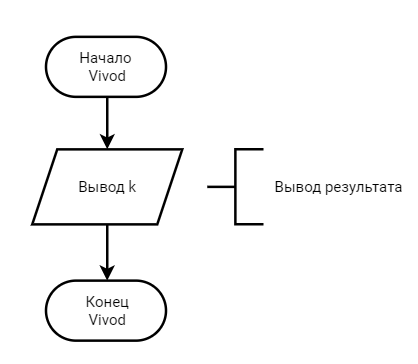 Начало
Vivod
Вывод k
Вывод результата
Конец
Vivod